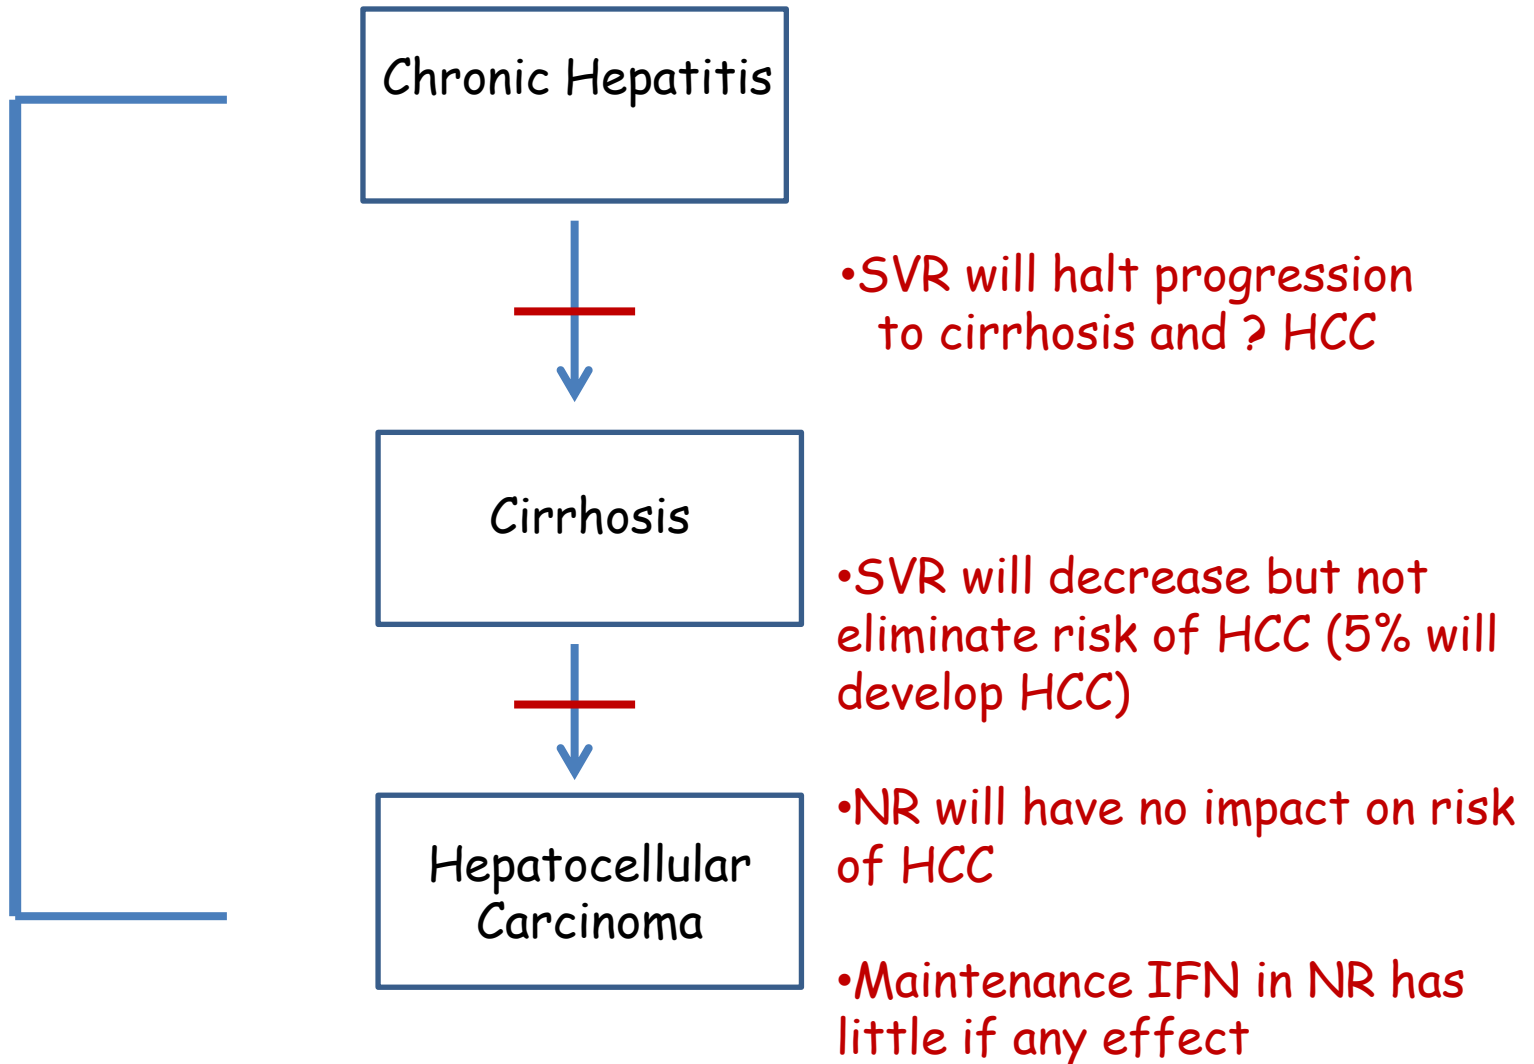 Chronic Hepatitis
•SVR will halt progression
to cirrhosis and ? HCC
Cirrhosis
•SVR will decrease but not
eliminate risk of HCC (5% will
develop HCC)
•NR will have no impact on risk
of HCC
Hepatocellular
Carcinoma
•Maintenance IFN in NR has
little if any effect